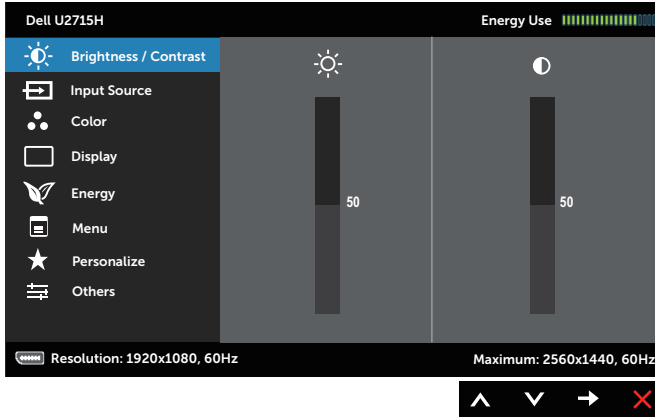 Dell U2715H
Energy Use
Brightness / Contrast
Input Source
Color
Display
Energy
Menu
Personalize
Others
50
50
Resolution: 1920x1080, 60Hz
Maximum: 2560x1440, 60Hz